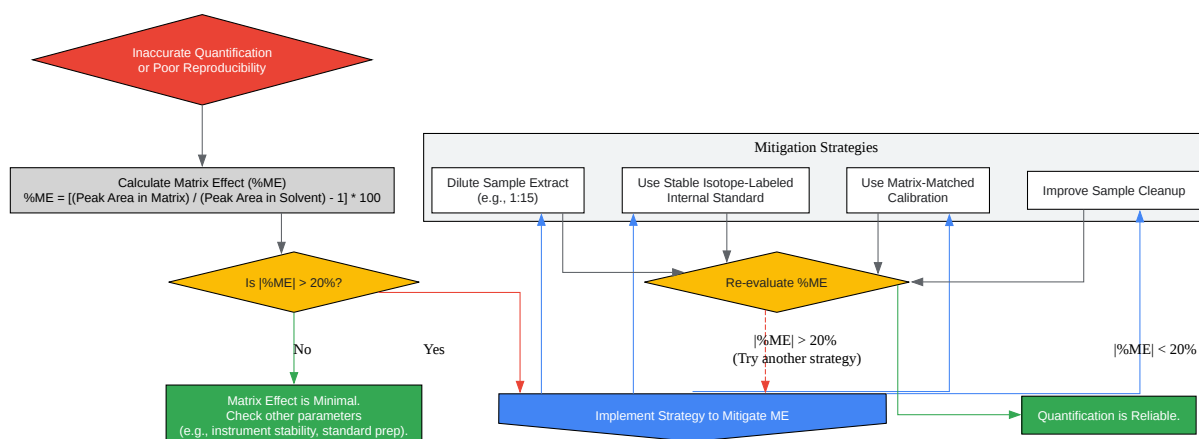 Inaccurate Quantification
or Poor Reproducibility
Mitigation Strategies
Calculate Matrix Effect (%ME)
%ME = [(Peak Area in Matrix) / (Peak Area in Solvent) - 1] * 100
Dilute Sample Extract
(e.g., 1:15)
Use Stable Isotope-Labeled
Internal Standard
Use Matrix-Matched
Calibration
Improve Sample Cleanup
Is |%ME| > 20%?
Re-evaluate %ME
No
Yes
|%ME| > 20%
(Try another strategy)
|%ME| < 20%
Matrix Effect is Minimal.
Check other parameters
(e.g., instrument stability, standard prep).
Implement Strategy to Mitigate ME
Quantification is Reliable.